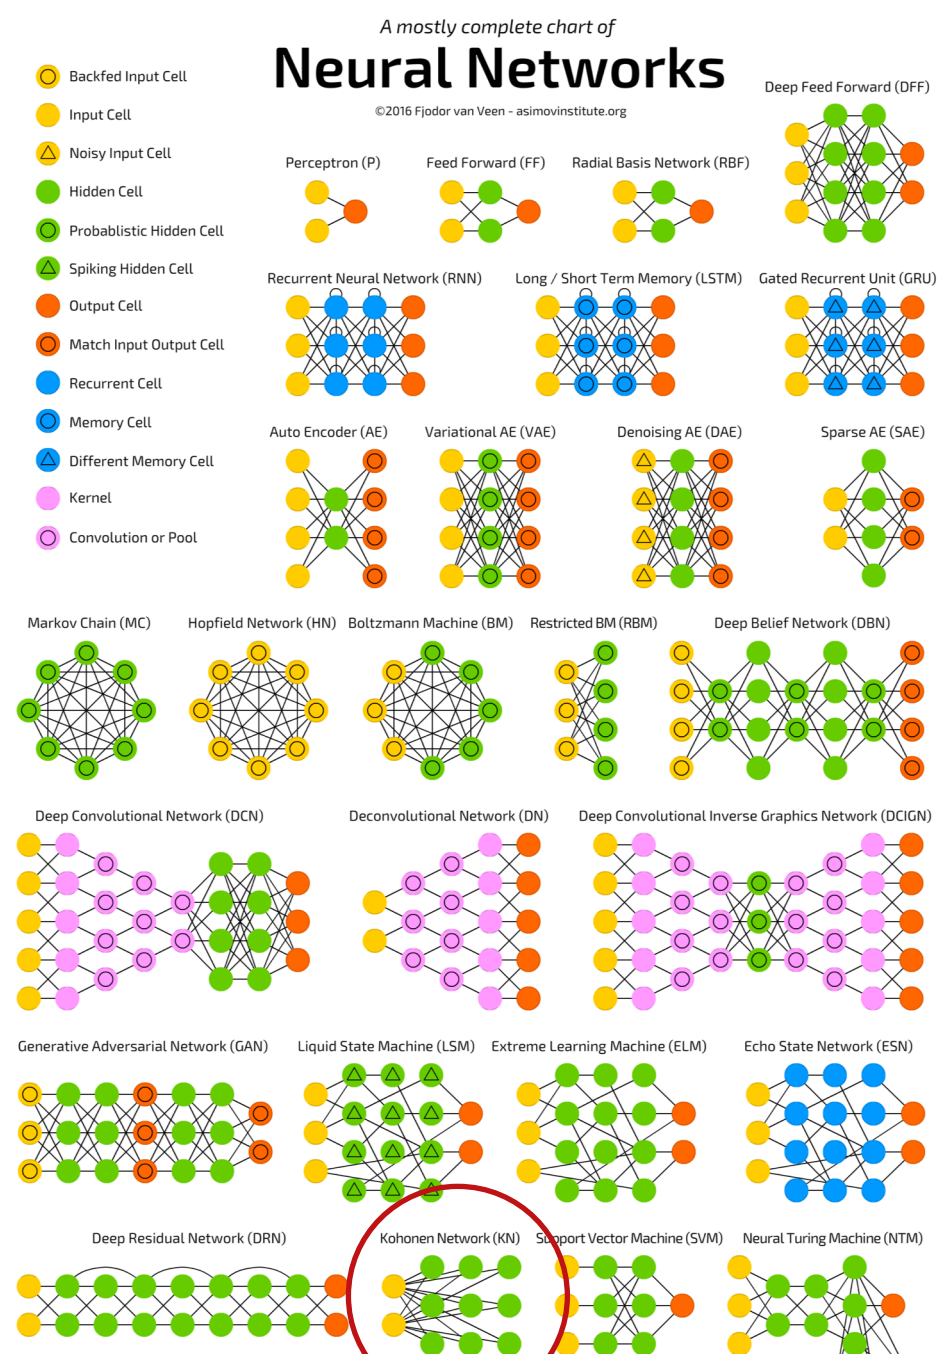 A mostly complete chart of
Neural Networks
©2016 Fjodor van Veen - asimovinstitute.org
Backfed Input Cell
Input Cell
Noisy Input Cell
Hidden Cell
Probablistic Hidden Cell
Spiking Hidden Cell
Output Cell
Match Input Output Cell
Recurrent Cell
Memory Cell
Different Memory Cell
Kernel
Convolution or Pool
Deep Feed Forward (DFF)
Perceptron (P)
Feed Forward (FF)
Radial Basis Network (RBF)
Recurrent Neural Network (RNN)
Long / Short Term Memory (LSTM)
Gated Recurrent Unit (GRU)
Auto Encoder (AE)
Variational AE (VAE)
Denoising AE (DAE)
Sparse AE (SAE)
Markov Chain (MC)
Hopfield Network (HN)
Boltzmann Machine (BM)
Restricted BM (RBM)
Deep Belief Network (DBN)
Deep Convolutional Network (DCN)
Deconvolutional Network (DN)
Deep Convolutional Inverse Graphics Network (DCIGN)
Generative Adversarial Network (GAN)
Liquid State Machine (LSM)
Extreme Learning Machine (ELM)
Echo State Network (ESN)
Deep Residual Network (DRN)
Kohonen Network (KN)
Support Vector Machine (SVM)
Neural Turing Machine (NTM)